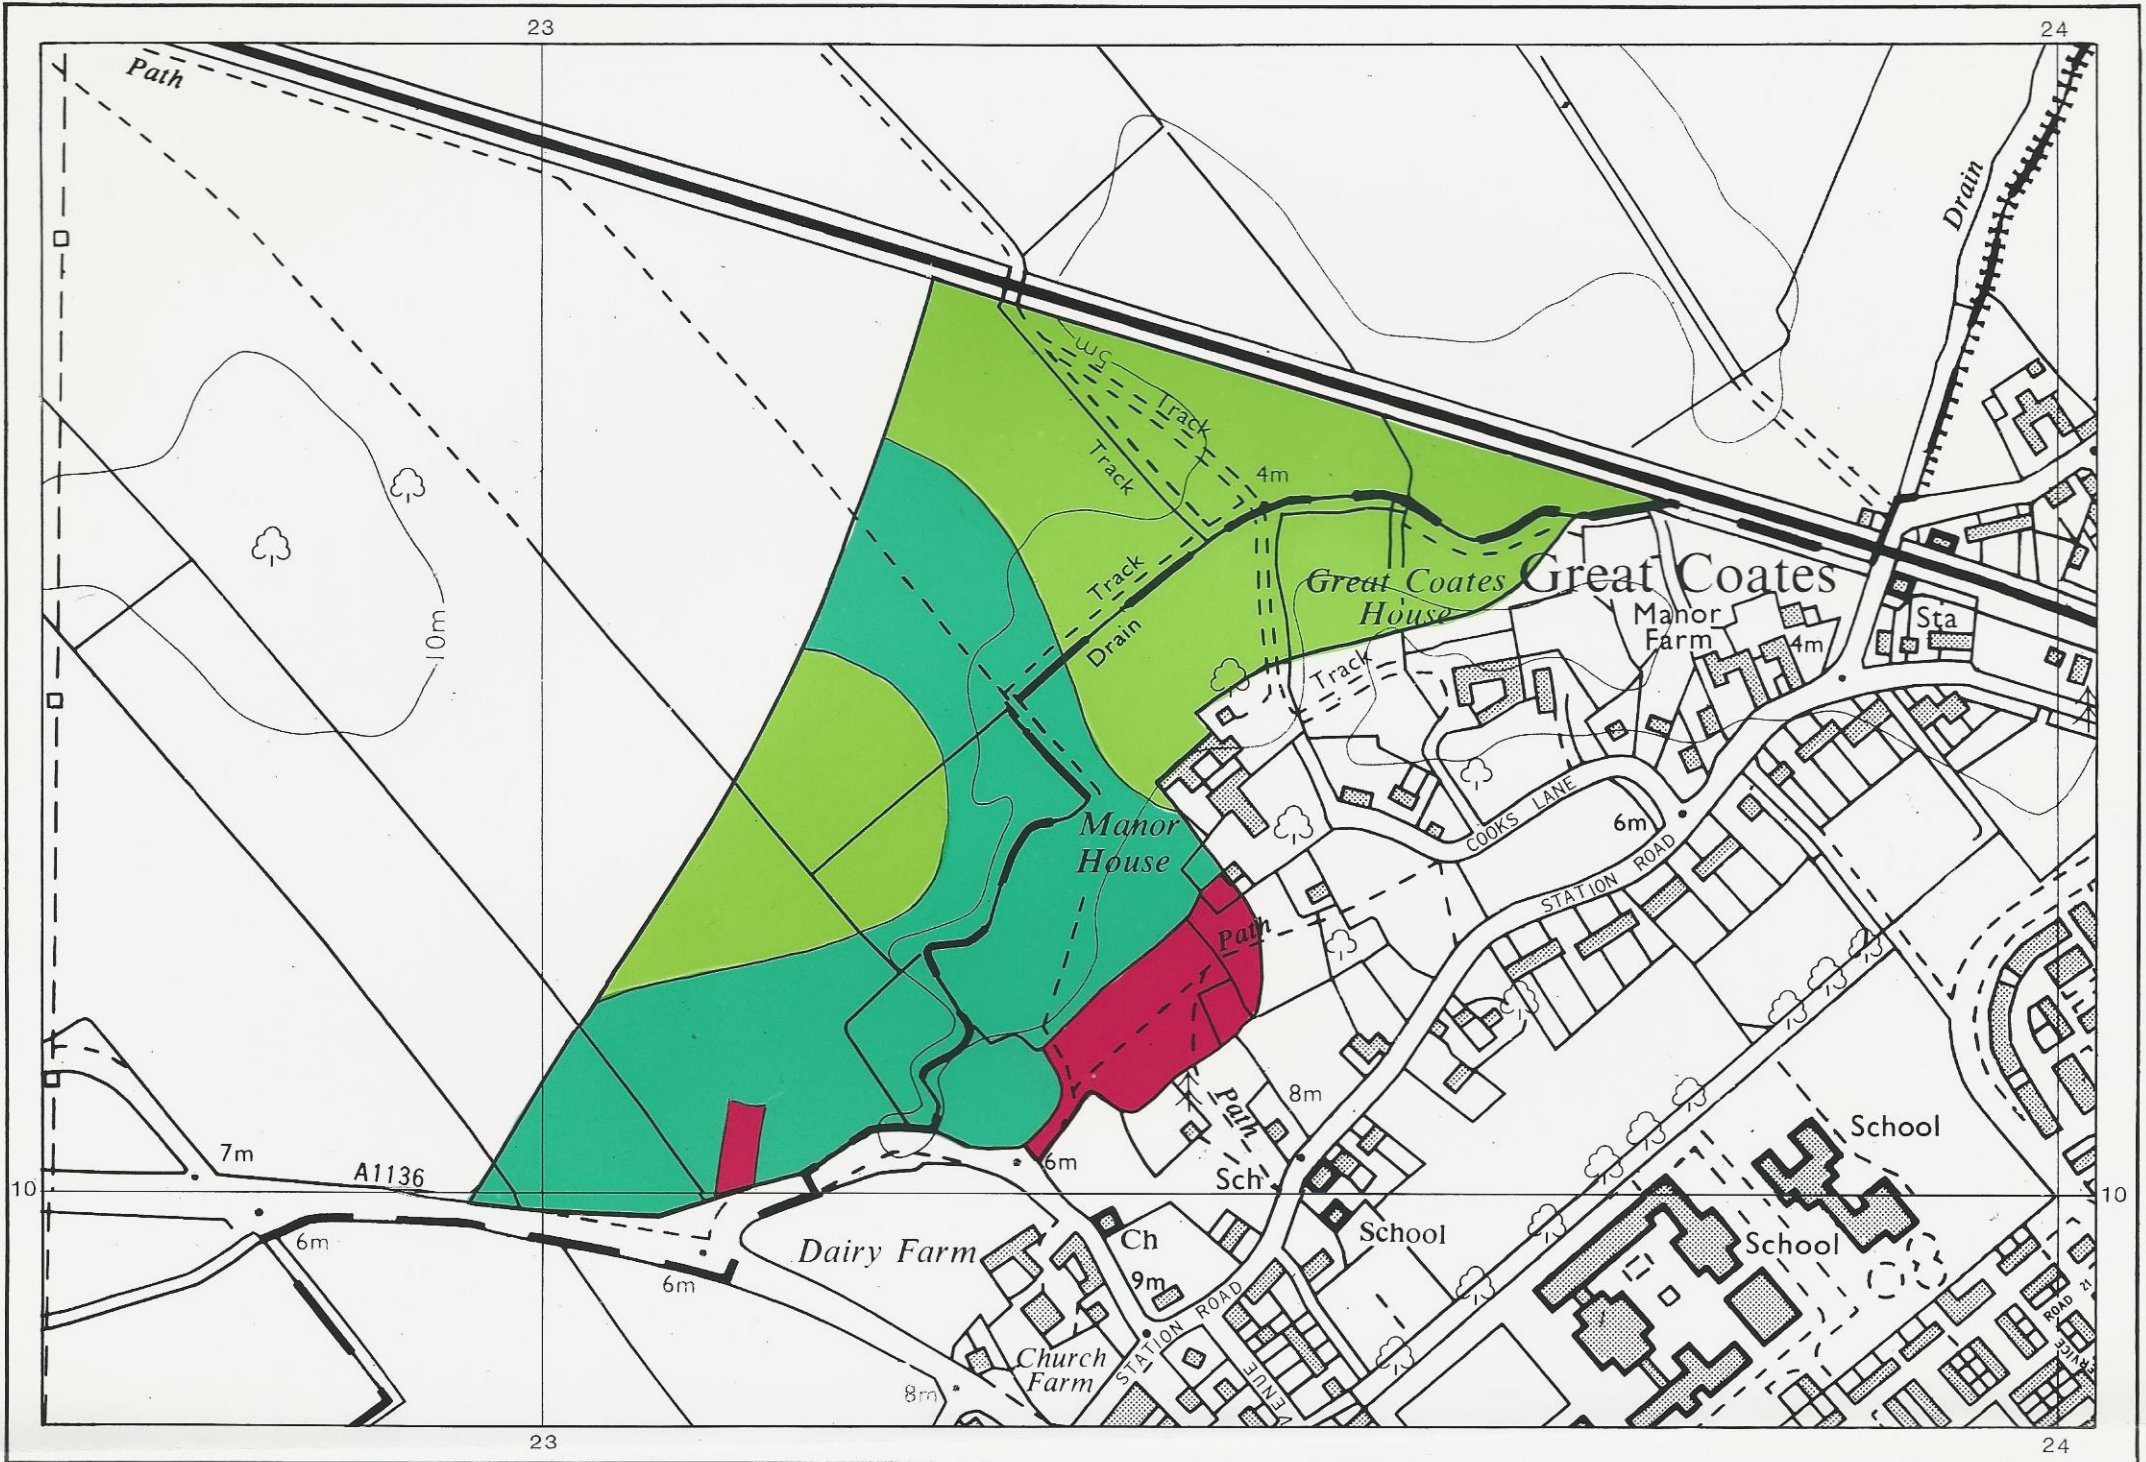 23
24
Path
Drain
5m
Track
Track
4m
Track
Drain
Great Coates
House
Great Coates
Manor
Farm
4m
Sta
Track
10m
Manor
House
COOKS LANE
6m
STATION ROAD
Path
Path
8m
School
7m
A1136
10
6m
Sch
10
6m
6m
Dairy Farm
Ch
School
School
9m
STATION ROAD
Church
Farm
8m
ROAD 21
23
24